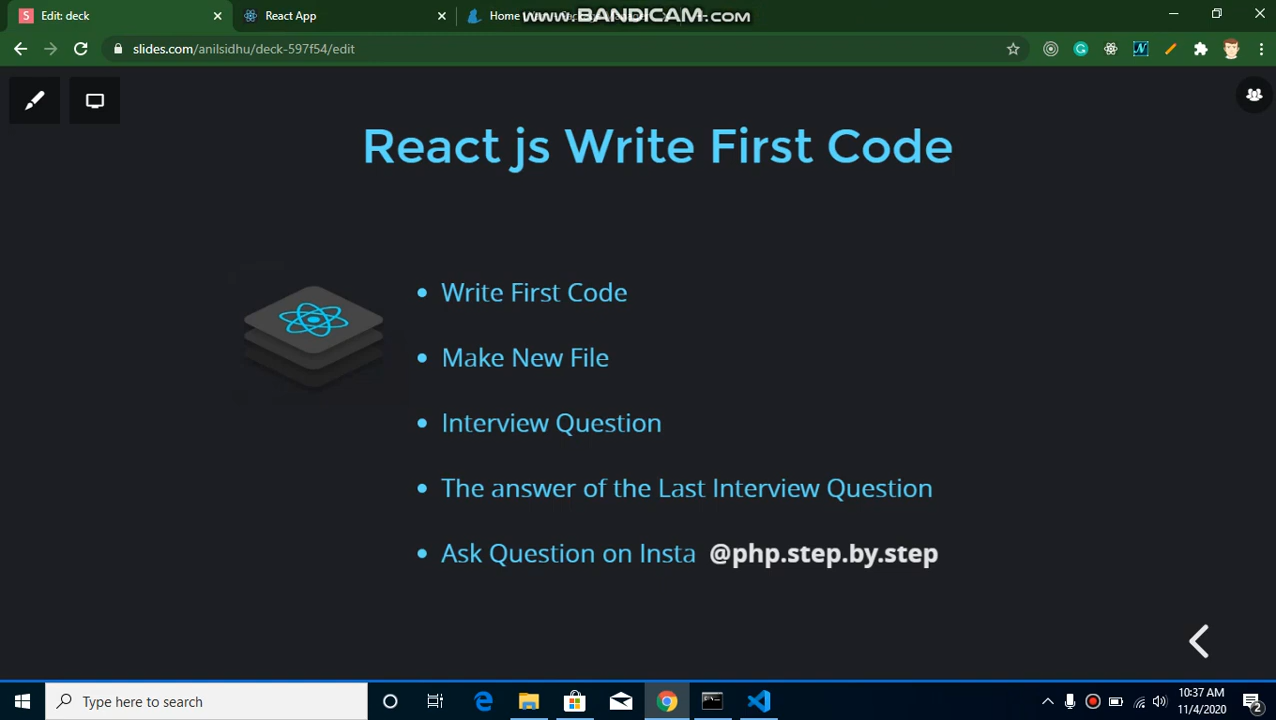 Edit: deck
React App
Home
www.BANDICAM.com
slides.com/anilsidhu/deck-597f54/edit
React js Write First Code
Write First Code
Make New File
Interview Question
The answer of the Last Interview Question
Ask Question on Insta @php.step.by.step
Type here to search
10:37 AM
11/4/2020
2